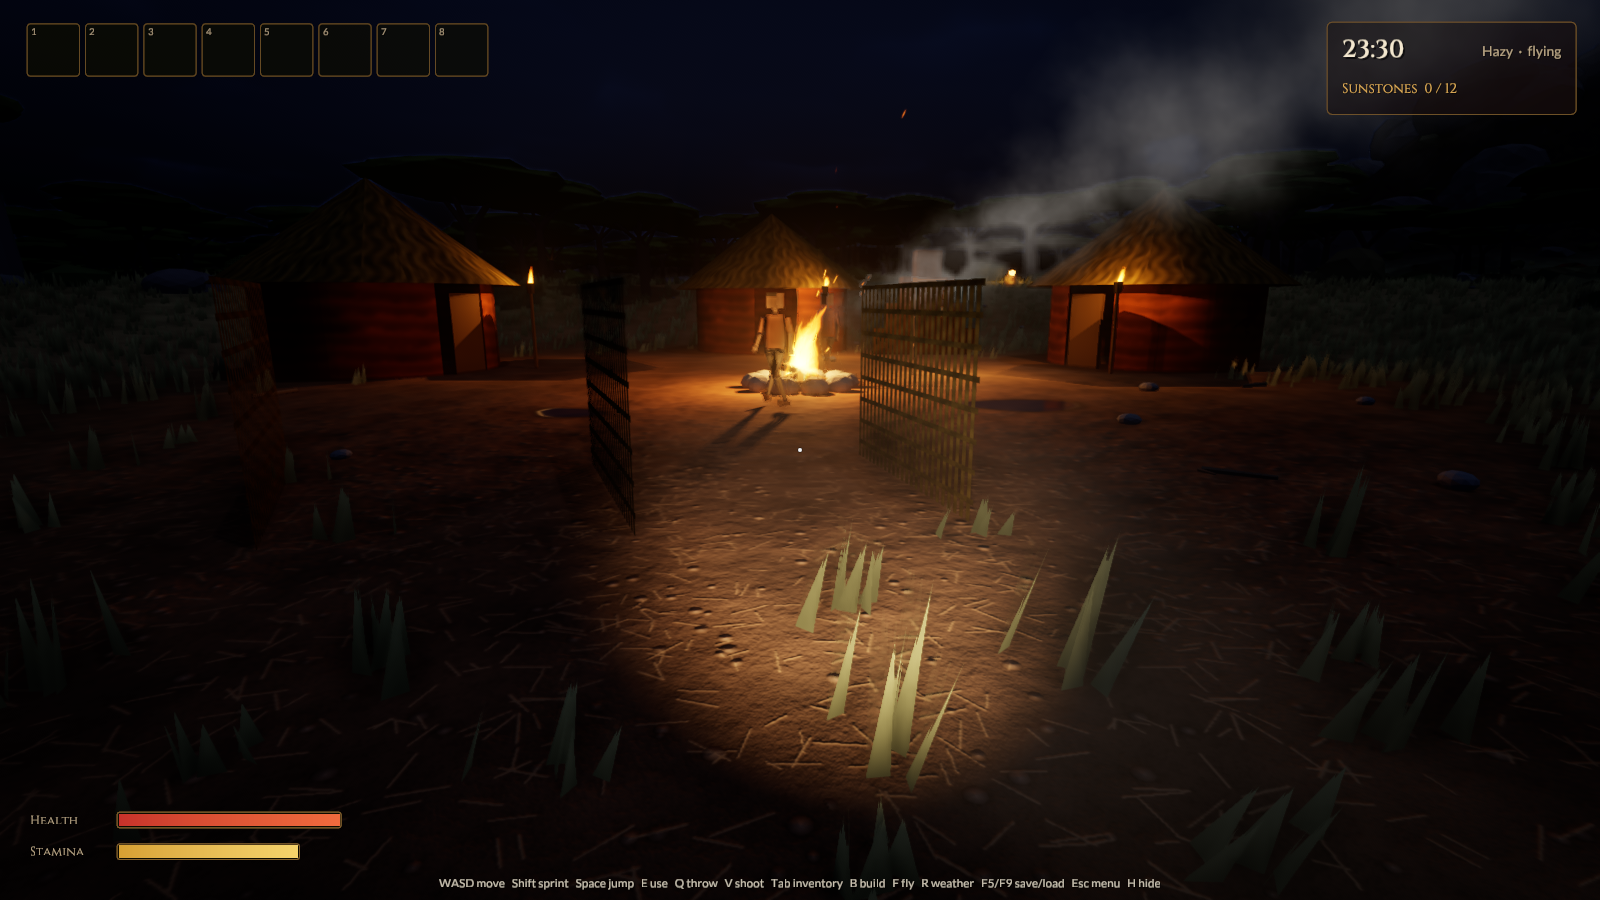 1 2 3 4 5 6 7 8
23:30 Hazy · flying
Sunstones 0 / 12
Health
Stamina
WASD move Shift sprint Space jump E use Q throw V shoot Tab inventory B build F fly R weather F5/F9 save/load Esc menu H hide